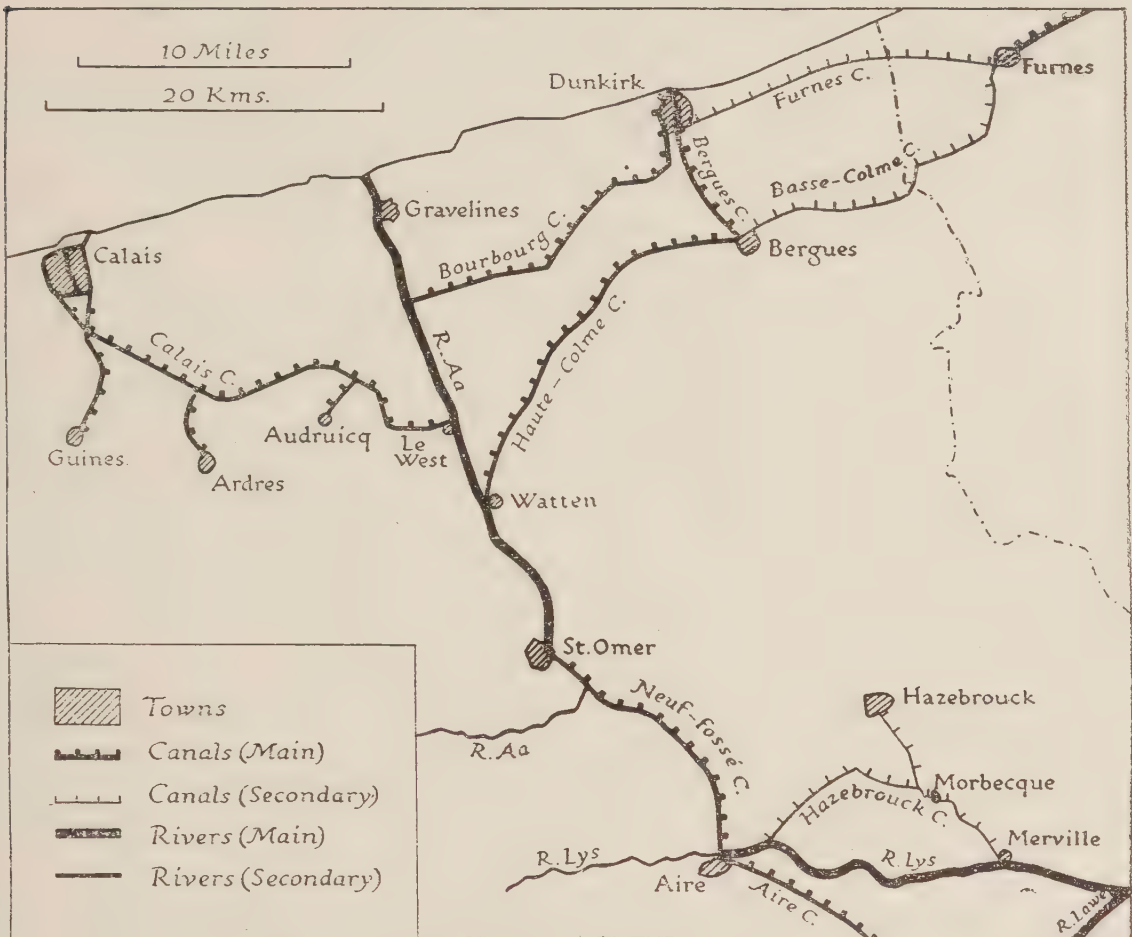 10 Miles
20 Kms.
Dunkirk
Furnes C.
Furnes
Bergues C.
Basse-Colme C.
Gravelines
Bourbourg C.
Bergues
Calais
Calais C.
R. Aa
Haute-Colme C.
Guines.
Ardres
Audruicq
Le
West
Watten
St. Omer
Neuf-fossé C.
R. Aa
Hazebrouck
Morbecque
Hazebrouck C.
Merville
R. Lys
R. Lys
Aire
Aire C.
R. Lawe
Towns
Canals (Main)
Canals (Secondary)
Rivers (Main)
Rivers (Secondary)